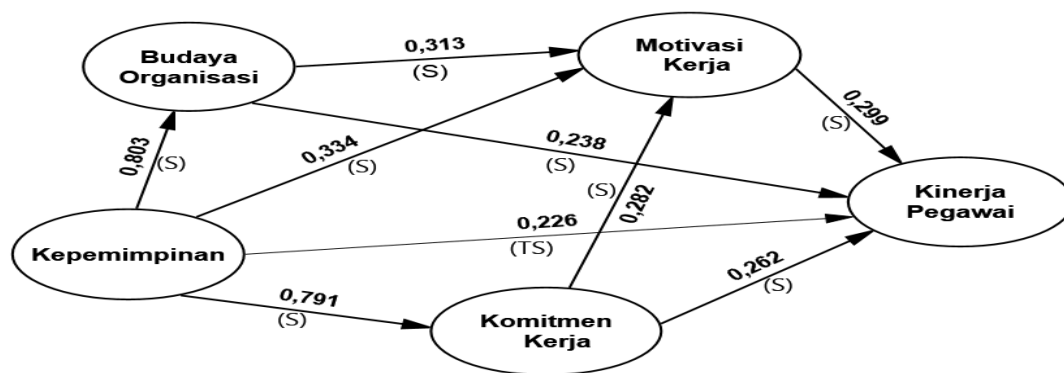 Budaya
Organisasi
0,313
(S)
Motivasi
Kerja
0,803
(S)
0,334
(S)
0,238
(S)
0,299
(S)
(S)
0,282
Kinerja
Pegawai
Kepemimpinan
0,226
(TS)
0,791
(S)
Komitmen
Kerja
0,262
(S)